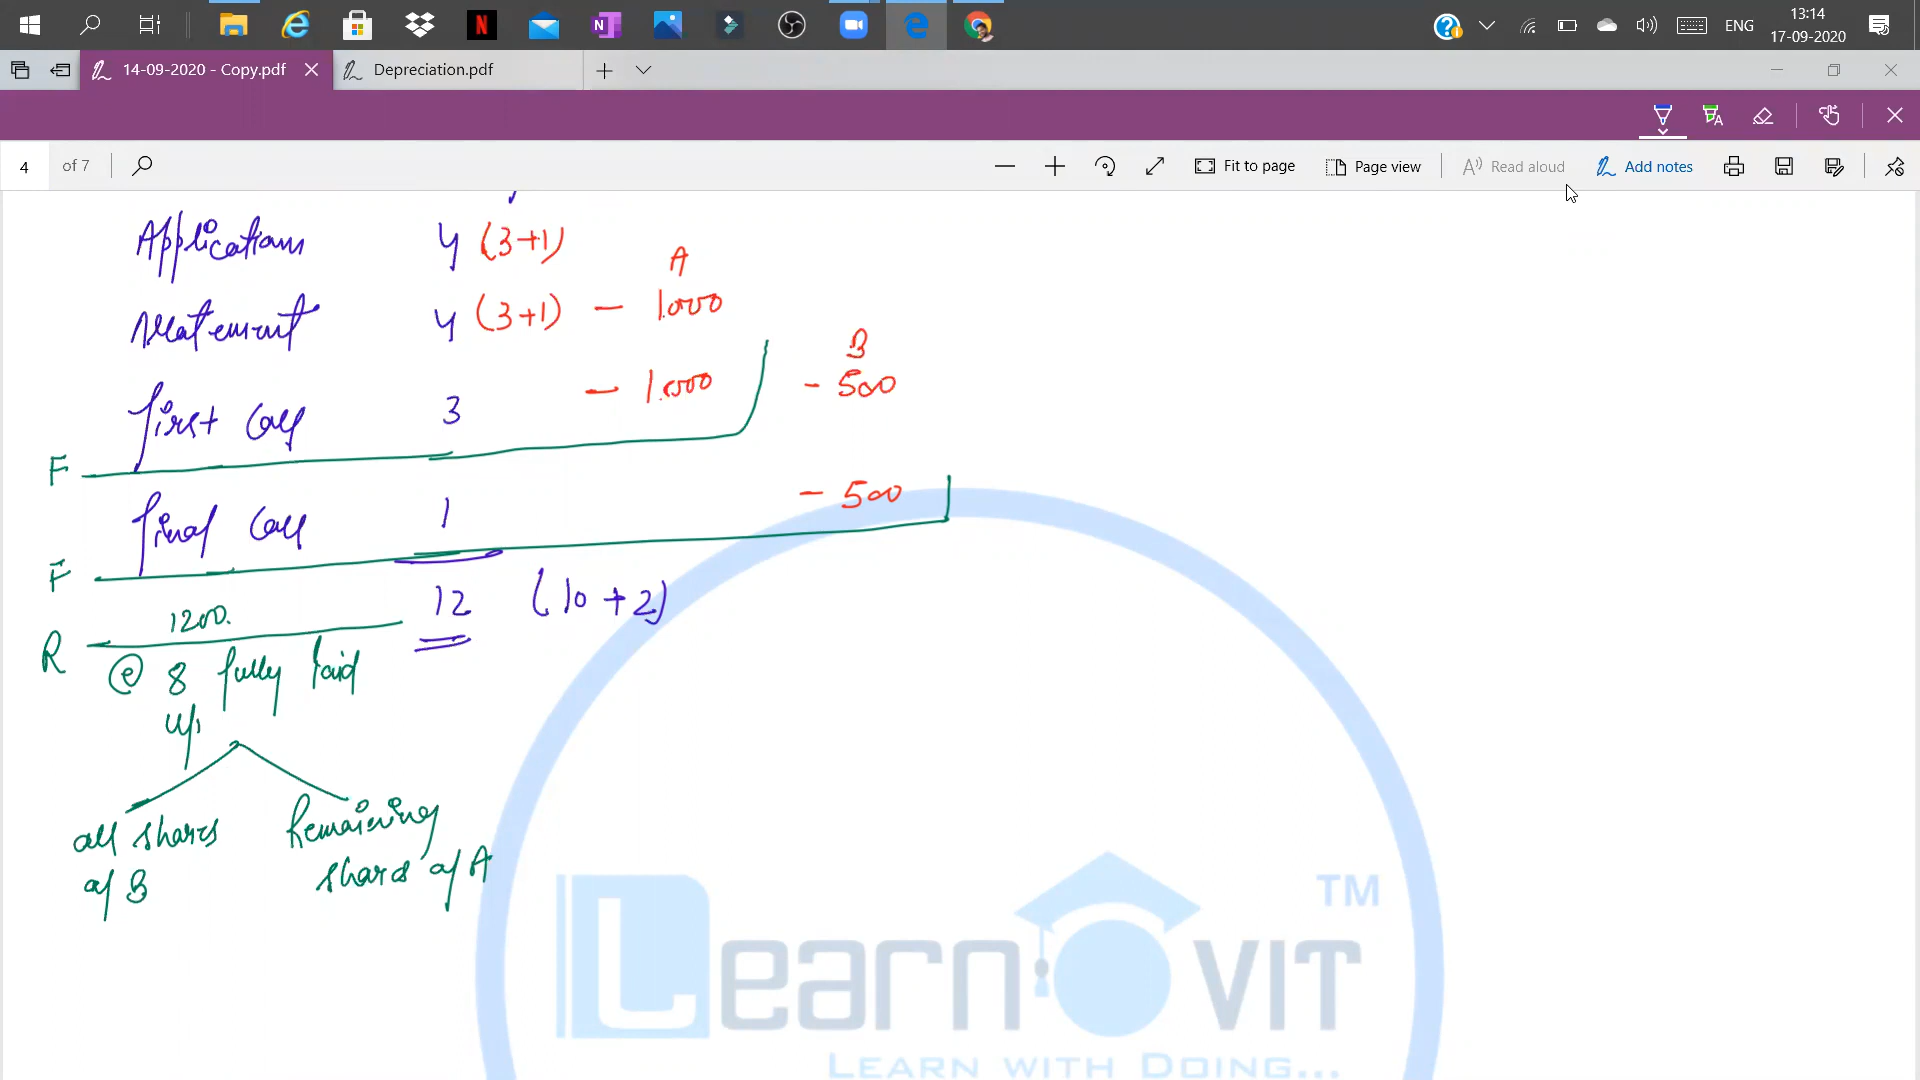 13:14
ENG
17-09-2020
14-09-2020 - Copy.pdf
Depreciation.pdf
4 of 7
Fit to page
Page view
Read aloud
Add notes
Applications 4 (3+1)
A
Allotement 4 (3+1) - 1000
B
First Call 3 - 1000 - 500
F
Final Call 1 - 500
F
12 (10+2)
1200.
R
@ 8 fully paid
up
all shares Remaining
of B shares of A
TM
LEARNOVIT
LEARN WITH DOING...